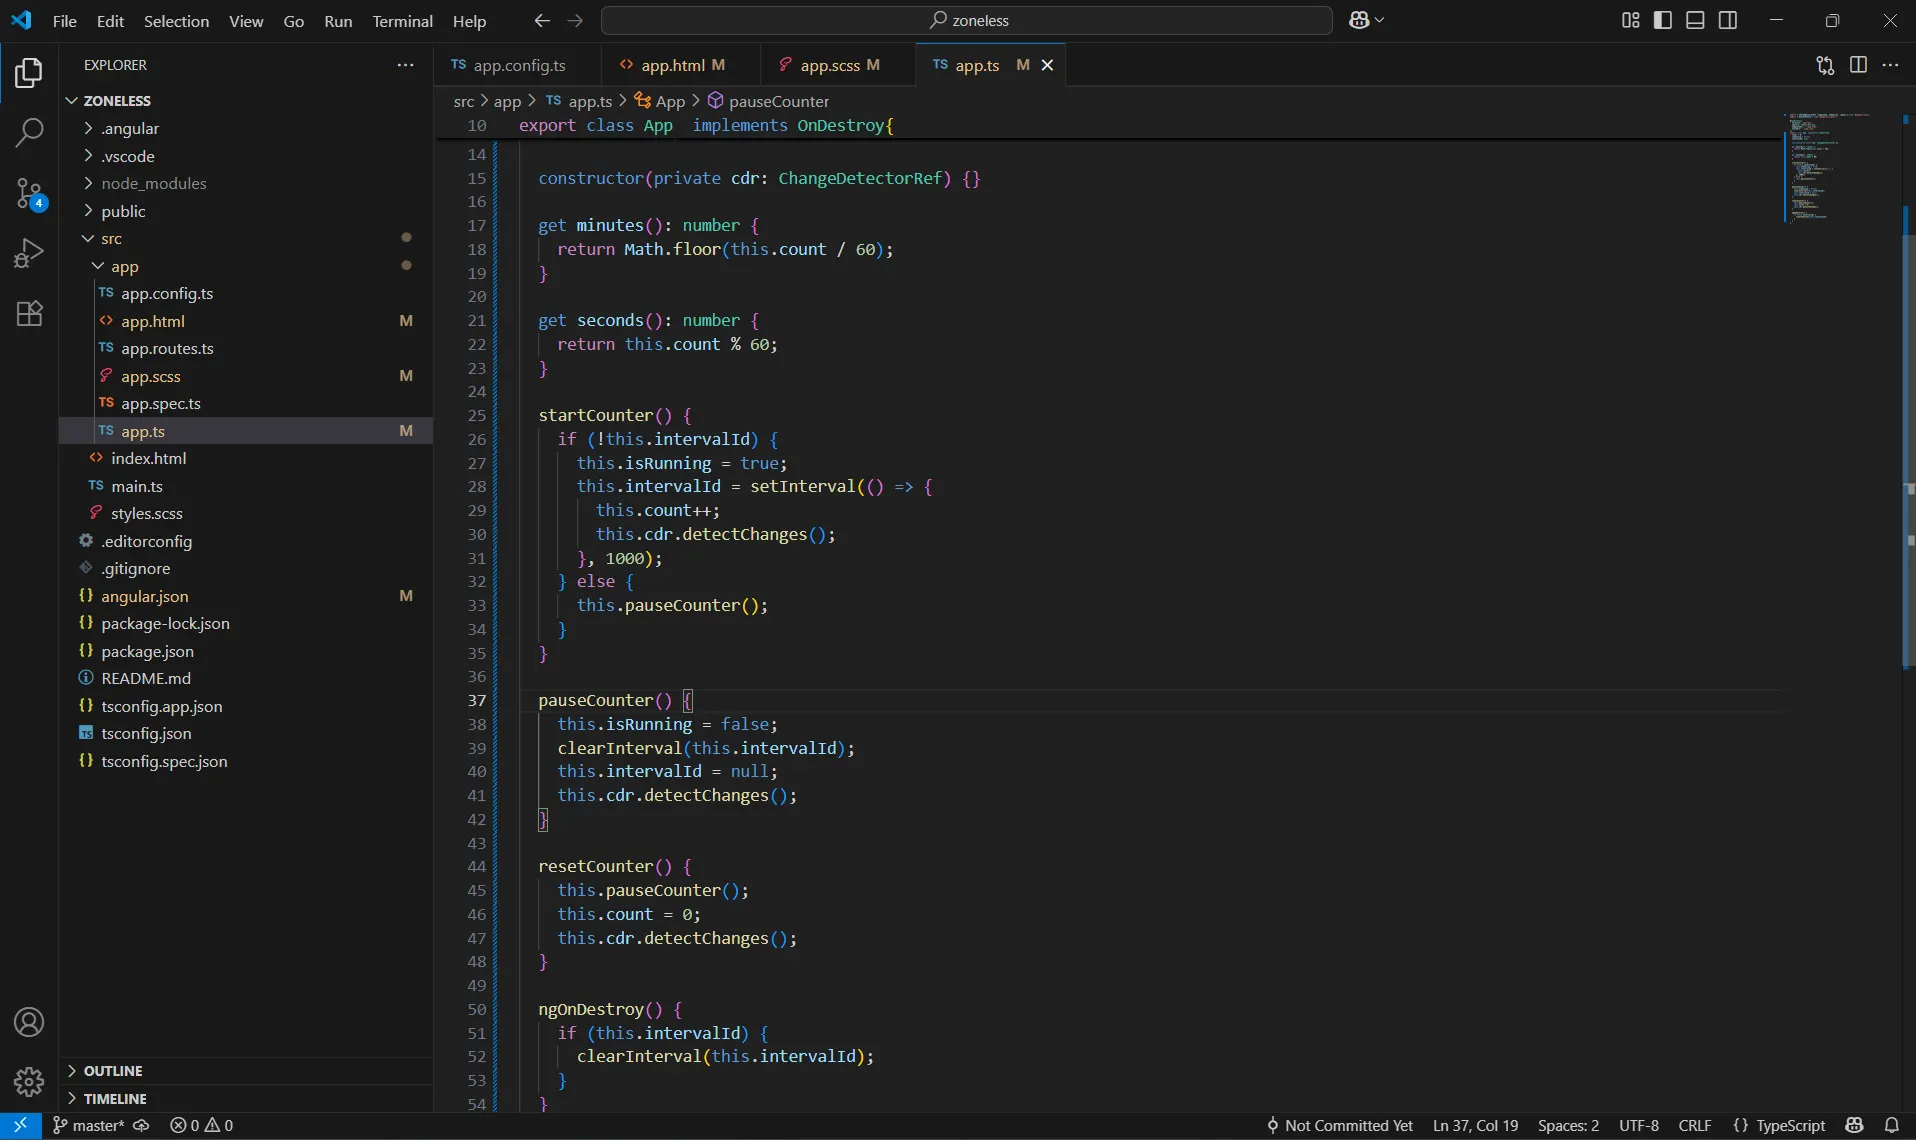 File Edit Selection View Go Run Terminal Help
zoneless
EXPLORER
ZONELESS
.angular
.vscode
node_modules
public
src
app
TS app.config.ts
app.html M
TS app.routes.ts
app.scss M
TS app.spec.ts
TS app.ts M
index.html
TS main.ts
styles.scss
.editorconfig
.gitignore
{} angular.json M
{} package-lock.json
{} package.json
README.md
{} tsconfig.app.json
TS tsconfig.json
{} tsconfig.spec.json
OUTLINE
TIMELINE
4
TS app.config.ts
app.html M
app.scss M
TS app.ts M
src > app > TS app.ts > App > pauseCounter
10 export class App  implements OnDestroy{
14
15 constructor(private cdr: ChangeDetectorRef) {}
16
17 get minutes(): number {
18 return Math.floor(this.count / 60);
19 }
20
21 get seconds(): number {
22 return this.count % 60;
23 }
24
25 startCounter() {
26 if (!this.intervalId) {
27 this.isRunning = true;
28 this.intervalId = setInterval(() => {
29 this.count++;
30 this.cdr.detectChanges();
31 }, 1000);
32 } else {
33 this.pauseCounter();
34 }
35 }
36
37 pauseCounter() {
38 this.isRunning = false;
39 clearInterval(this.intervalId);
40 this.intervalId = null;
41 this.cdr.detectChanges();
42 }
43
44 resetCounter() {
45 this.pauseCounter();
46 this.count = 0;
47 this.cdr.detectChanges();
48 }
49
50 ngOnDestroy() {
51 if (this.intervalId) {
52 clearInterval(this.intervalId);
53 }
54 }
master* 0 0
Not Committed Yet Ln 37, Col 19 Spaces: 2 UTF-8 CRLF {} TypeScript